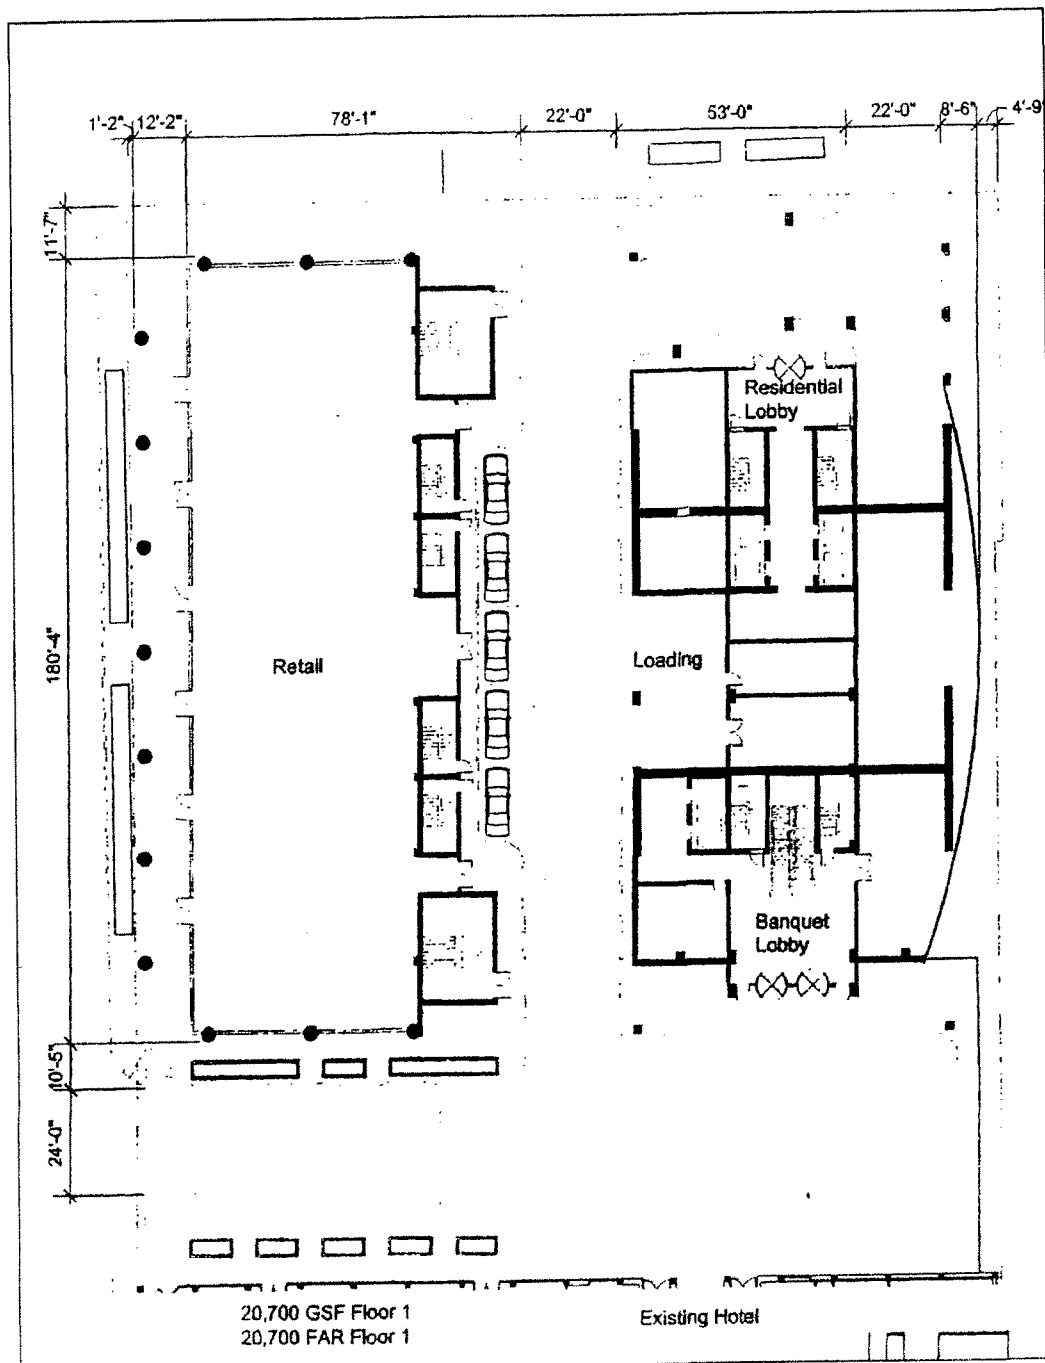 1'-2" 12'-2" 78'-1" 22'-0" 53'-0" 22'-0" 8'-6" 4'-9"
11'-7"
Residential
Lobby
180'-4"
Retail
Loading
Banquet
Lobby
10'-5"
24'-0"
20,700 GSF Floor 1
20,700 FAR Floor 1
Existing Hotel